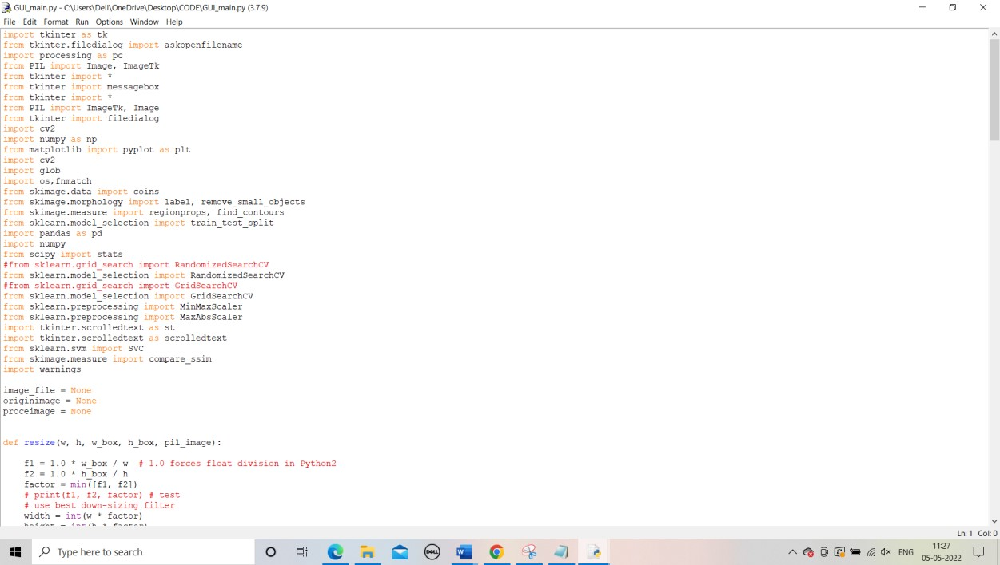 GUI_main.py - C:\Users\Dell\OneDrive\Desktop\CODE\GUI_main.py (3.7.9)
File Edit Format Run Options Window Help
import tkinter as tk
from tkinter.filedialog import askopenfilename
import processing as pc
from PIL import Image, ImageTk
from tkinter import *
from tkinter import messagebox
from tkinter import *
from PIL import ImageTk, Image
from tkinter import filedialog
import cv2
import numpy as np
from matplotlib import pyplot as plt
import cv2
import glob
import os,fnmatch
from skimage.data import coins
from skimage.morphology import label, remove_small_objects
from skimage.measure import regionprops, find_contours
from sklearn.model_selection import train_test_split
import pandas as pd
import numpy
from scipy import stats
#from sklearn.grid_search import RandomizedSearchCV
from sklearn.model_selection import RandomizedSearchCV
#from sklearn.grid_search import GridSearchCV
from sklearn.model_selection import GridSearchCV
from sklearn.preprocessing import MinMaxScaler
from sklearn.preprocessing import MaxAbsScaler
import tkinter.scrolledtext as st
import tkinter.scrolledtext as scrolledtext
from sklearn.svm import SVC
from skimage.measure import compare_ssim
import warnings
image_file = None
originimage = None
proceimage = None
def resize(w, h, w_box, h_box, pil_image):
f1 = 1.0 * w_box / w # 1.0 forces float division in Python2
f2 = 1.0 * h_box / h
factor = min([f1, f2])
# print(f1, f2, factor) # test
# use best down-sizing filter
width = int(w * factor)
height = int(h * factor)
Ln: 1 Col: 0
Type here to search
DELL
ENG
11:27
05-05-2022